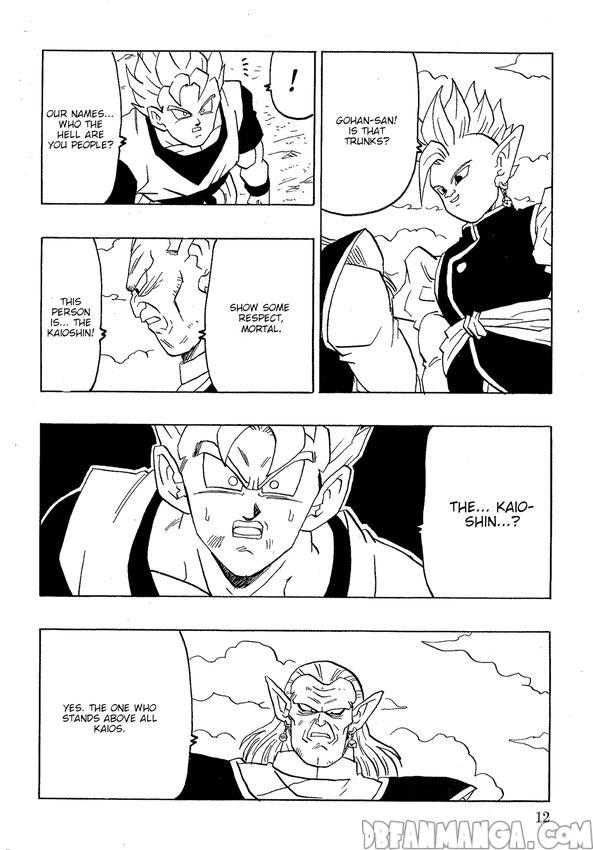 GOHAN-SAN!
IS THAT
TRUNKS?
!
OUR NAMES...
WHO THE
HELL ARE
YOU PEOPLE?
SHOW SOME
RESPECT,
MORTAL.
THIS
PERSON
IS... THE
KAIOSHIN!
THE... KAIO-
SHIN...?
YES. THE ONE WHO
STANDS ABOVE ALL
KAIOS.
12
DBFANMANGA.COM